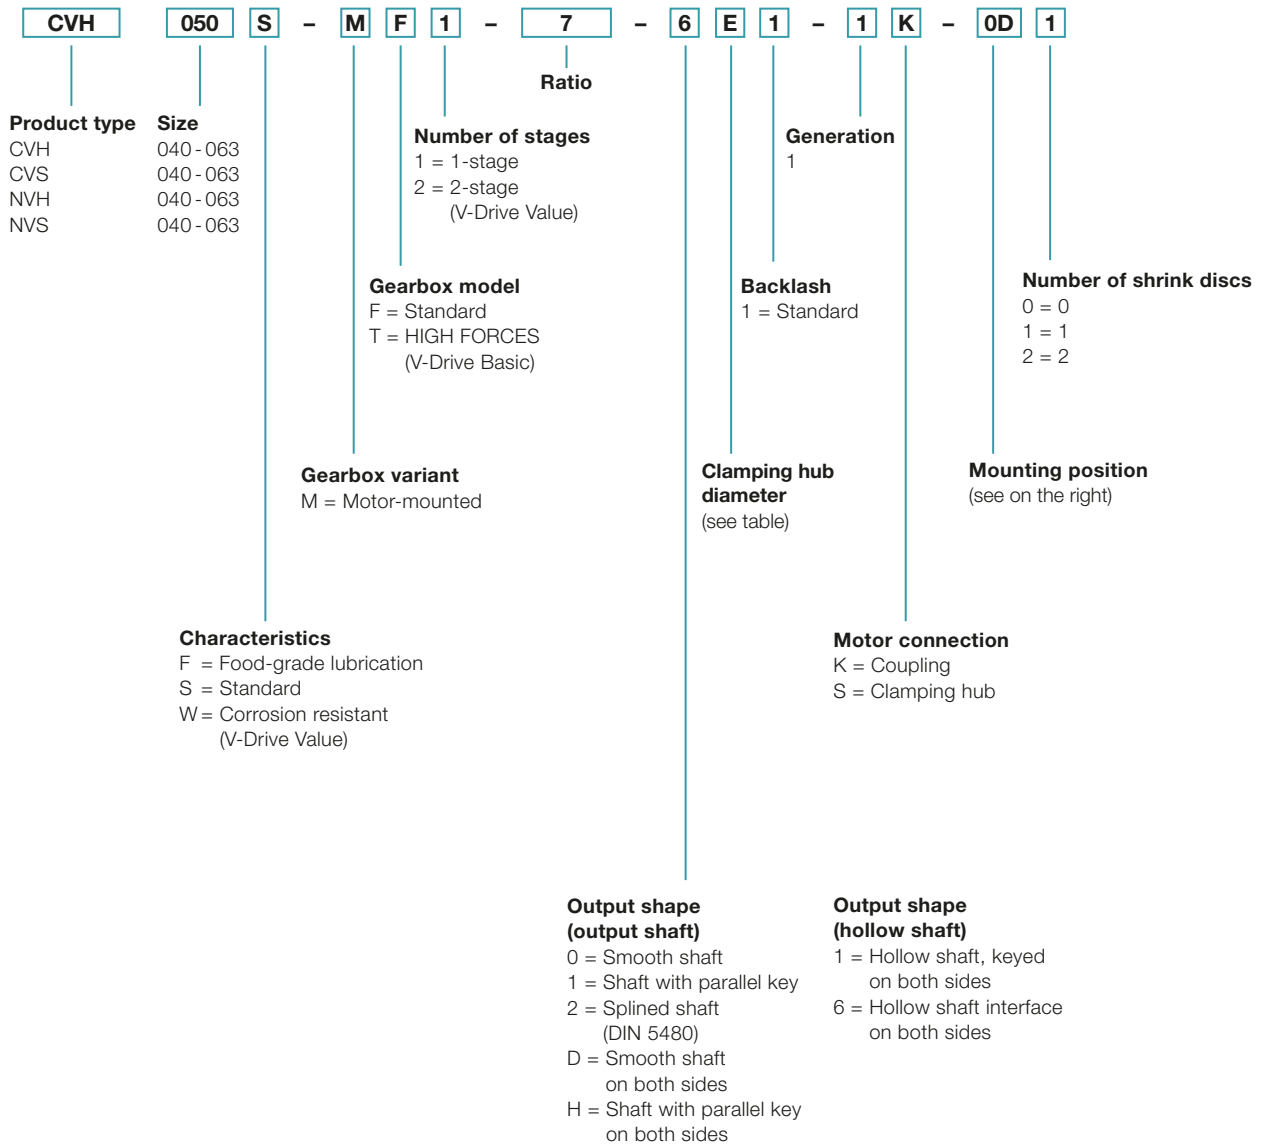 CVH 050 S – M F 1 – 7 – 6 E 1 – 1 K – 0D 1
Ratio
Product type
CVH
CVS
NVH
NVS
Size
040 - 063
040 - 063
040 - 063
040 - 063
Number of stages
1 = 1-stage
2 = 2-stage
(V-Drive Value)
Generation
1
Gearbox model
F = Standard
T = HIGH FORCES
(V-Drive Basic)
Backlash
1 = Standard
Number of shrink discs
0 = 0
1 = 1
2 = 2
Gearbox variant
M = Motor-mounted
Clamping hub
diameter
(see table)
Mounting position
(see on the right)
Characteristics
F = Food-grade lubrication
S = Standard
W = Corrosion resistant
(V-Drive Value)
Motor connection
K = Coupling
S = Clamping hub
Output shape
(output shaft)
0 = Smooth shaft
1 = Shaft with parallel key
2 = Splined shaft
(DIN 5480)
D = Smooth shaft
on both sides
H = Shaft with parallel key
on both sides
Output shape
(hollow shaft)
1 = Hollow shaft, keyed
on both sides
6 = Hollow shaft interface
on both sides